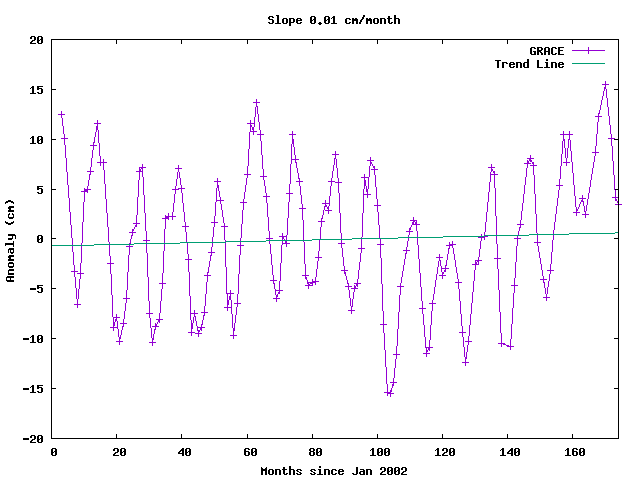 Slope 0.01 cm/month
GRACE
Trend Line
20
15
10
5
0
-5
-10
-15
-20
Anomaly (cm)
0 20 40 60 80 100 120 140 160
Months since Jan 2002